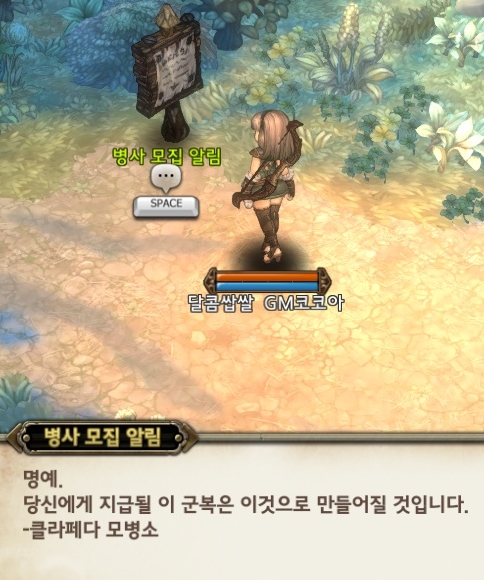 병사 모집 알림
SPACE
달콤쌉쌀 GM코코아
병사 모집 알림
명예.
당신에게 지급될 이 군복은 이것으로 만들어질 것입니다.
-클라페다 모병소